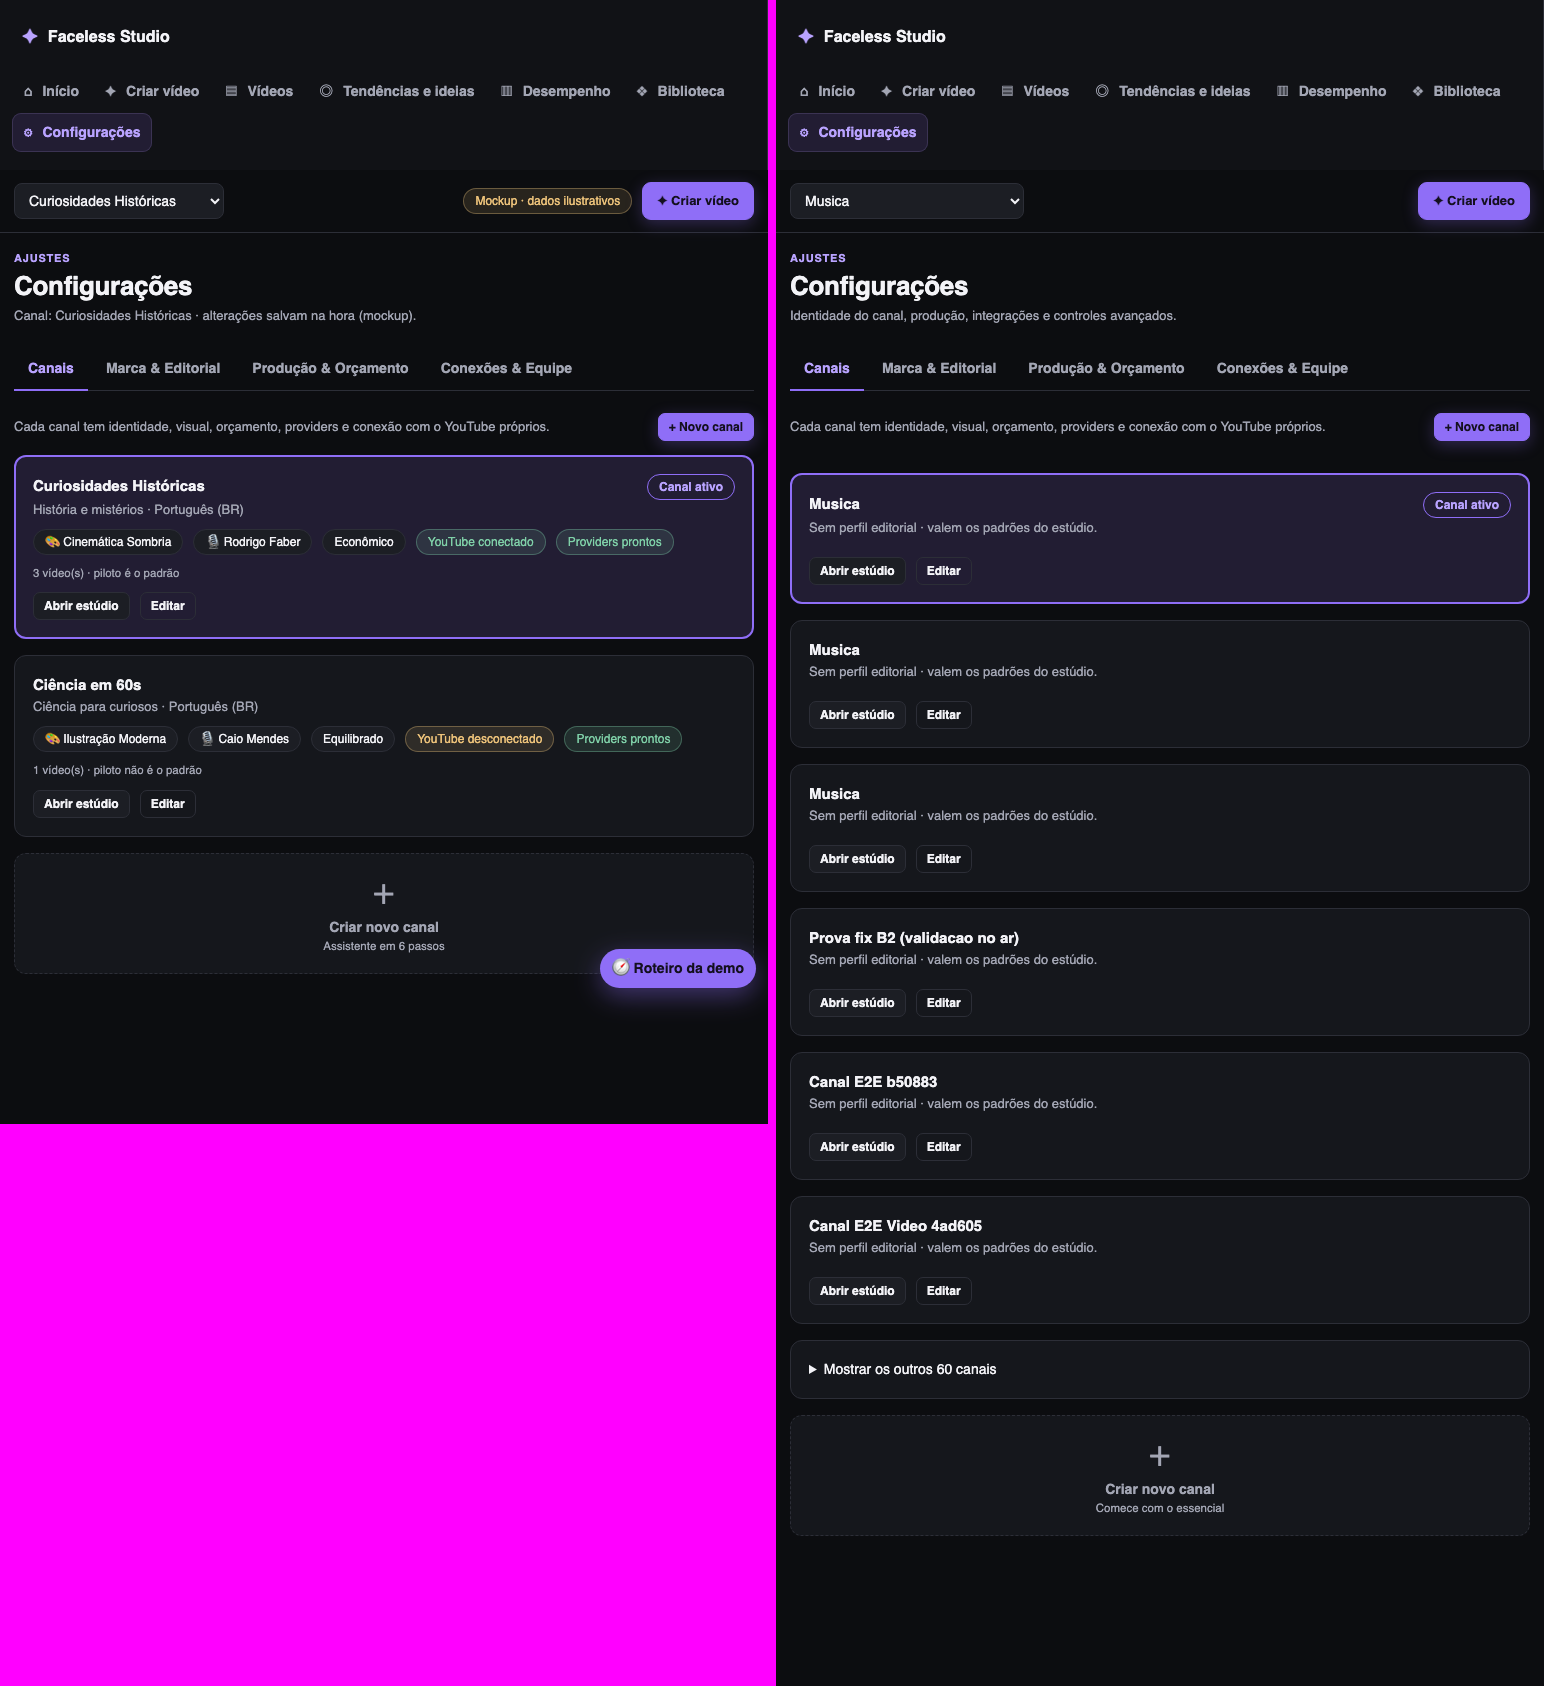 Faceless Studio
Início Criar vídeo Vídeos Tendências e ideias Desempenho Biblioteca
Configurações
Curiosidades Históricas Mockup · dados ilustrativos ✦ Criar vídeo
AJUSTES
Configurações
Canal: Curiosidades Históricas · alterações salvam na hora (mockup).
Canais Marca & Editorial Produção & Orçamento Conexões & Equipe
Cada canal tem identidade, visual, orçamento, providers e conexão com o YouTube próprios. + Novo canal
Curiosidades Históricas Canal ativo
História e mistérios · Português (BR)
🎨 Cinemática Sombria 🎙️ Rodrigo Faber Econômico YouTube conectado Providers prontos
3 vídeo(s) · piloto é o padrão
Abrir estúdio Editar
Ciência em 60s
Ciência para curiosos · Português (BR)
🎨 Ilustração Moderna 🎙️ Caio Mendes Equilibrado YouTube desconectado Providers prontos
1 vídeo(s) · piloto não é o padrão
Abrir estúdio Editar
+
Criar novo canal
Assistente em 6 passos
🧭 Roteiro da demo
Faceless Studio
Início Criar vídeo Vídeos Tendências e ideias Desempenho Biblioteca
Configurações
Musica ✦ Criar vídeo
AJUSTES
Configurações
Identidade do canal, produção, integrações e controles avançados.
Canais Marca & Editorial Produção & Orçamento Conexões & Equipe
Cada canal tem identidade, visual, orçamento, providers e conexão com o YouTube próprios. + Novo canal
Musica Canal ativo
Sem perfil editorial · valem os padrões do estúdio.
Abrir estúdio Editar
Musica
Sem perfil editorial · valem os padrões do estúdio.
Abrir estúdio Editar
Musica
Sem perfil editorial · valem os padrões do estúdio.
Abrir estúdio Editar
Prova fix B2 (validacao no ar)
Sem perfil editorial · valem os padrões do estúdio.
Abrir estúdio Editar
Canal E2E b50883
Sem perfil editorial · valem os padrões do estúdio.
Abrir estúdio Editar
Canal E2E Video 4ad605
Sem perfil editorial · valem os padrões do estúdio.
Abrir estúdio Editar
▶ Mostrar os outros 60 canais
+
Criar novo canal
Comece com o essencial